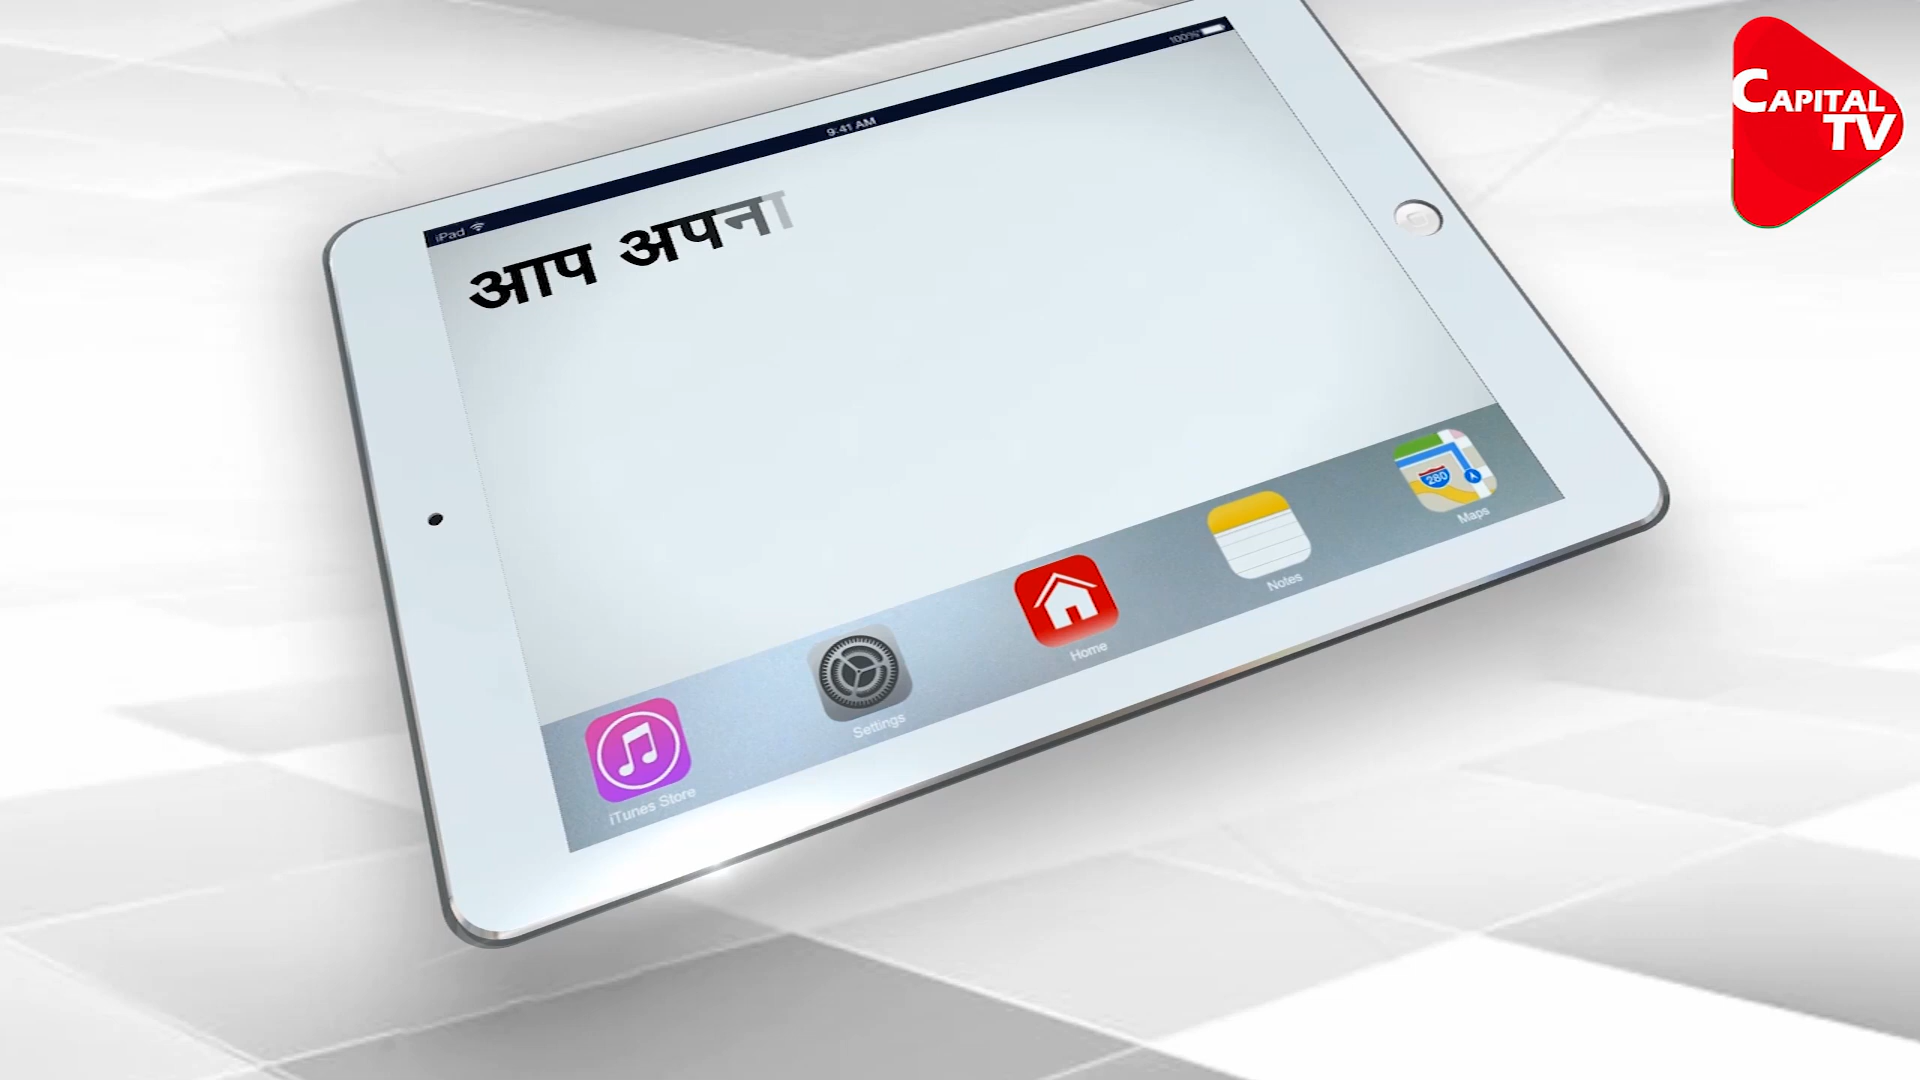 CAPITAL
TV
iPad
9:41 AM
100%
आप अपना
280
iTunes Store
Settings
Home
Notes
Maps